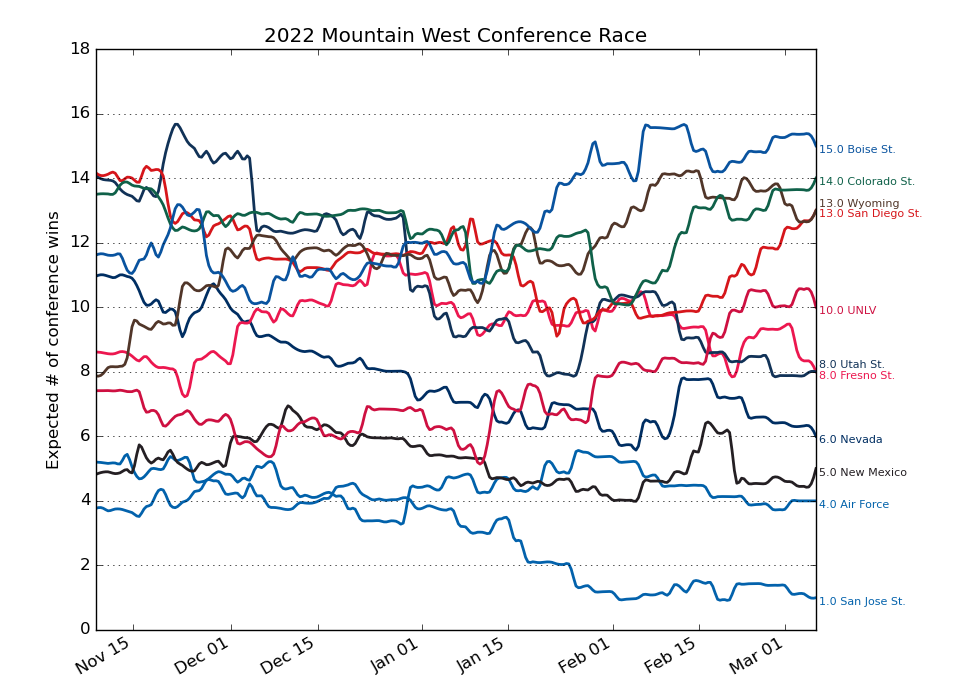 2022 Mountain West Conference Race
Expected # of conference wins
18
16
14
12
10
8
6
4
2
0
15.0 Boise St.
14.0 Colorado St.
13.0 Wyoming
13.0 San Diego St.
10.0 UNLV
8.0 Utah St.
8.0 Fresno St.
6.0 Nevada
5.0 New Mexico
4.0 Air Force
1.0 San Jose St.
Nov 15
Dec 01
Dec 15
Jan 01
Jan 15
Feb 01
Feb 15
Mar 01